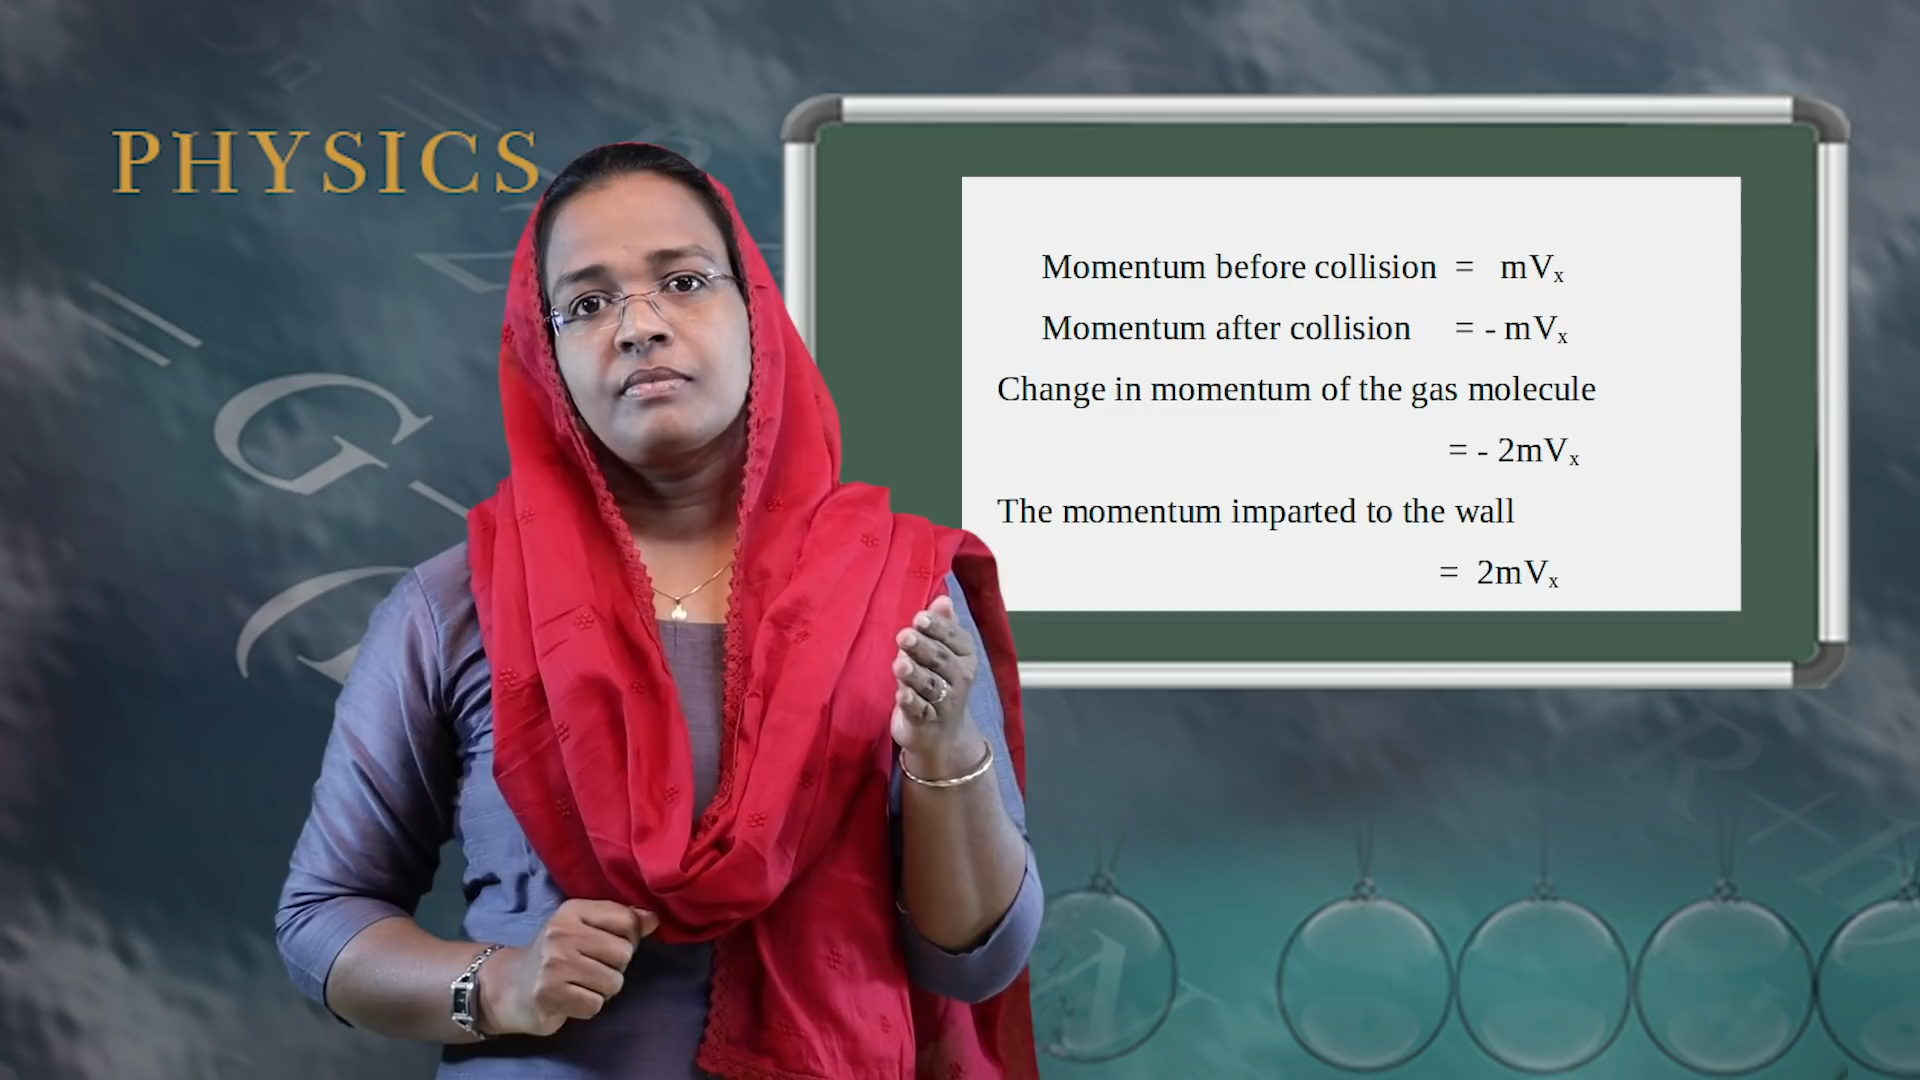 PHYSICS
Momentum before collision = mVₓ
Momentum after collision = - mVₓ
Change in momentum of the gas molecule
= - 2mVₓ
The momentum imparted to the wall
= 2mVₓ